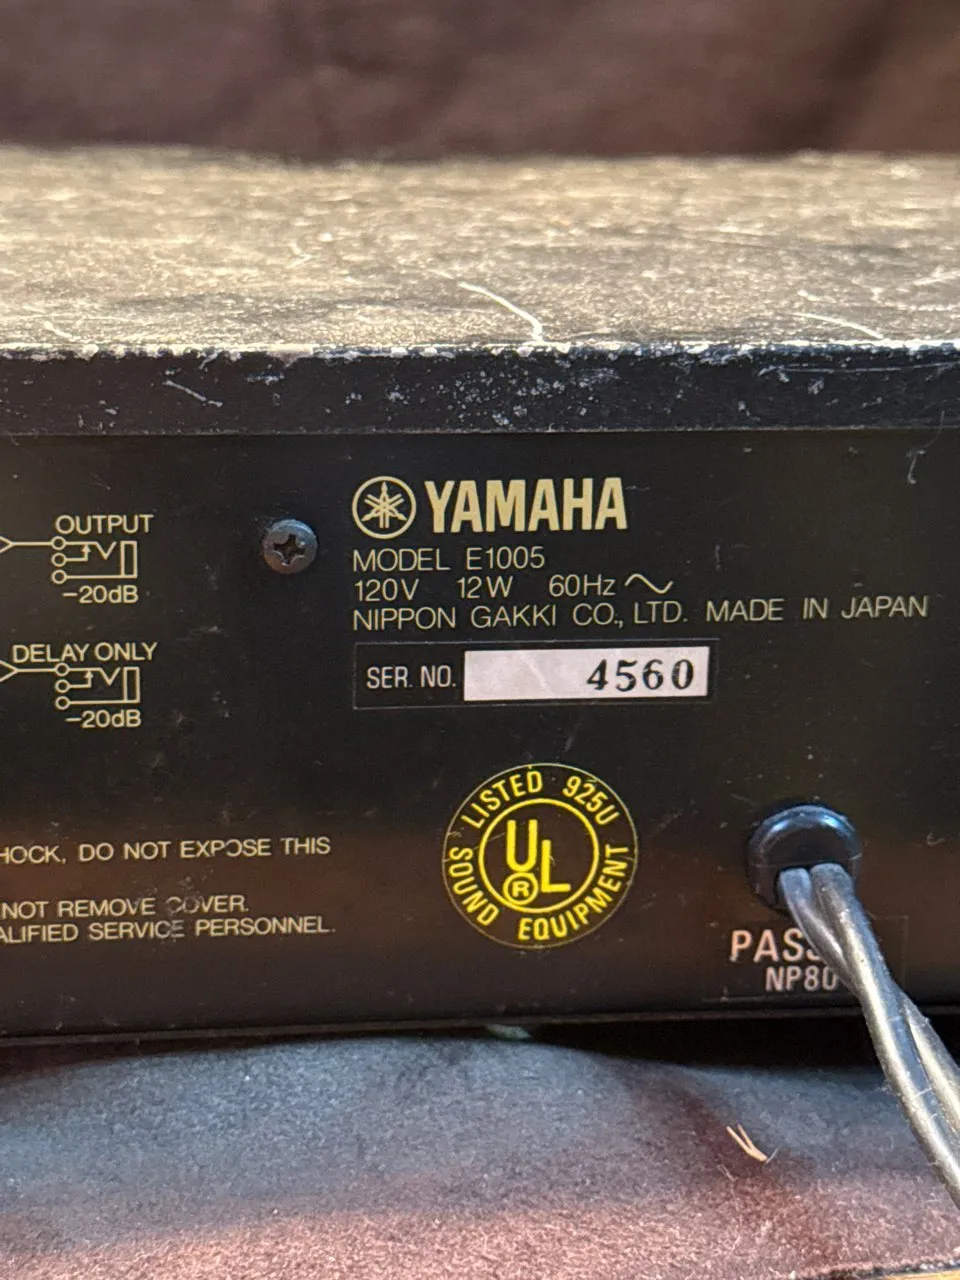 OUTPUT
-20dB
DELAY ONLY
-20dB
YAMAHA
MODEL E1005
120V 12W 60Hz
NIPPON GAKKI CO., LTD. MADE IN JAPAN
SER. NO. 4560
HOCK, DO NOT EXPOSE THIS
NOT REMOVE COVER.
ALIFIED SERVICE PERSONNEL.
LISTED 925U
UL
®
SOUND EQUIPMENT
NP80